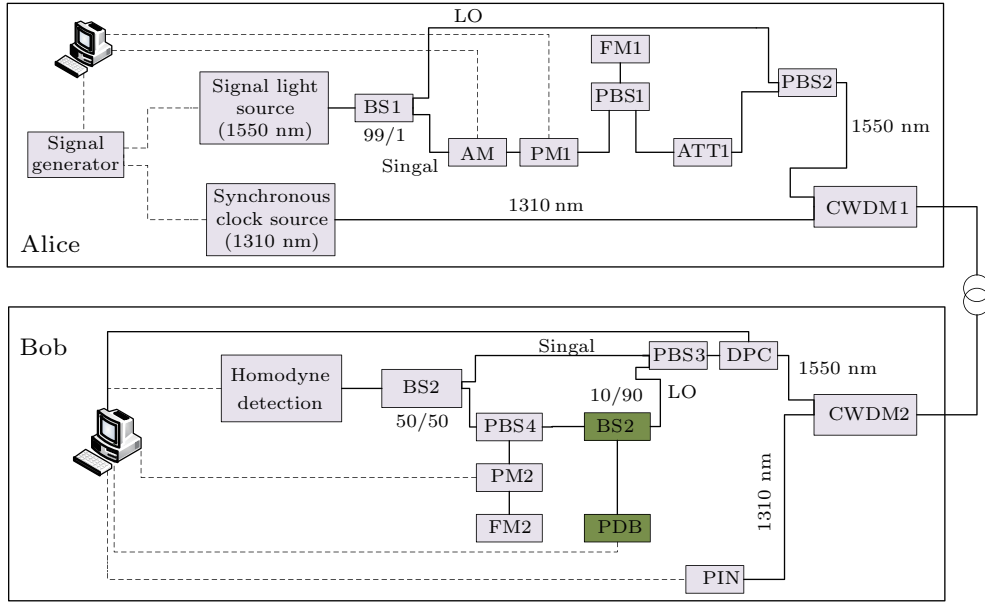 LO
FM1
Signal light
source
(1550 nm)
BS1
99/1
PBS1
PBS2
1550 nm
Signal
generator
Singal
AM
PM1
ATT1
Synchronous
clock source
(1310 nm)
1310 nm
CWDM1
Alice
Bob
Singal
PBS3
DPC
1550 nm
Homodyne
detection
BS2
50/50
10/90
LO
PBS4
BS2
CWDM2
PM2
1310 nm
FM2
PDB
PIN